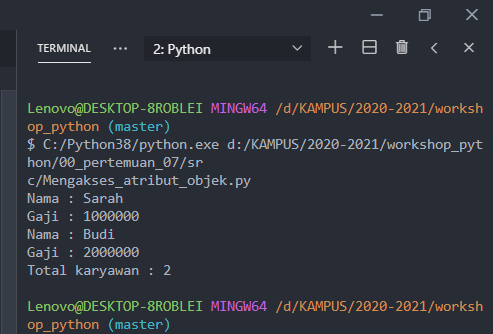 TERMINAL ... 2: Python
Lenovo@DESKTOP-8ROBLEI MINGW64 /d/KAMPUS/2020-2021/worksh
op_python (master)
$ C:/Python38/python.exe d:/KAMPUS/2020-2021/workshop_pyt
hon/00_pertemuan_07/sr
c/Mengakses_atribut_objek.py
Nama : Sarah
Gaji : 1000000
Nama : Budi
Gaji : 2000000
Total karyawan : 2
Lenovo@DESKTOP-8ROBLEI MINGW64 /d/KAMPUS/2020-2021/worksh
op_python (master)